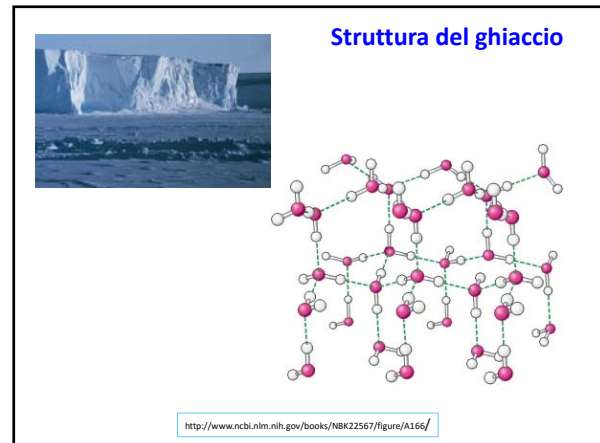 Struttura del ghiaccio
http://www.ncbi.nlm.nih.gov/books/NBK22567/figure/A166/